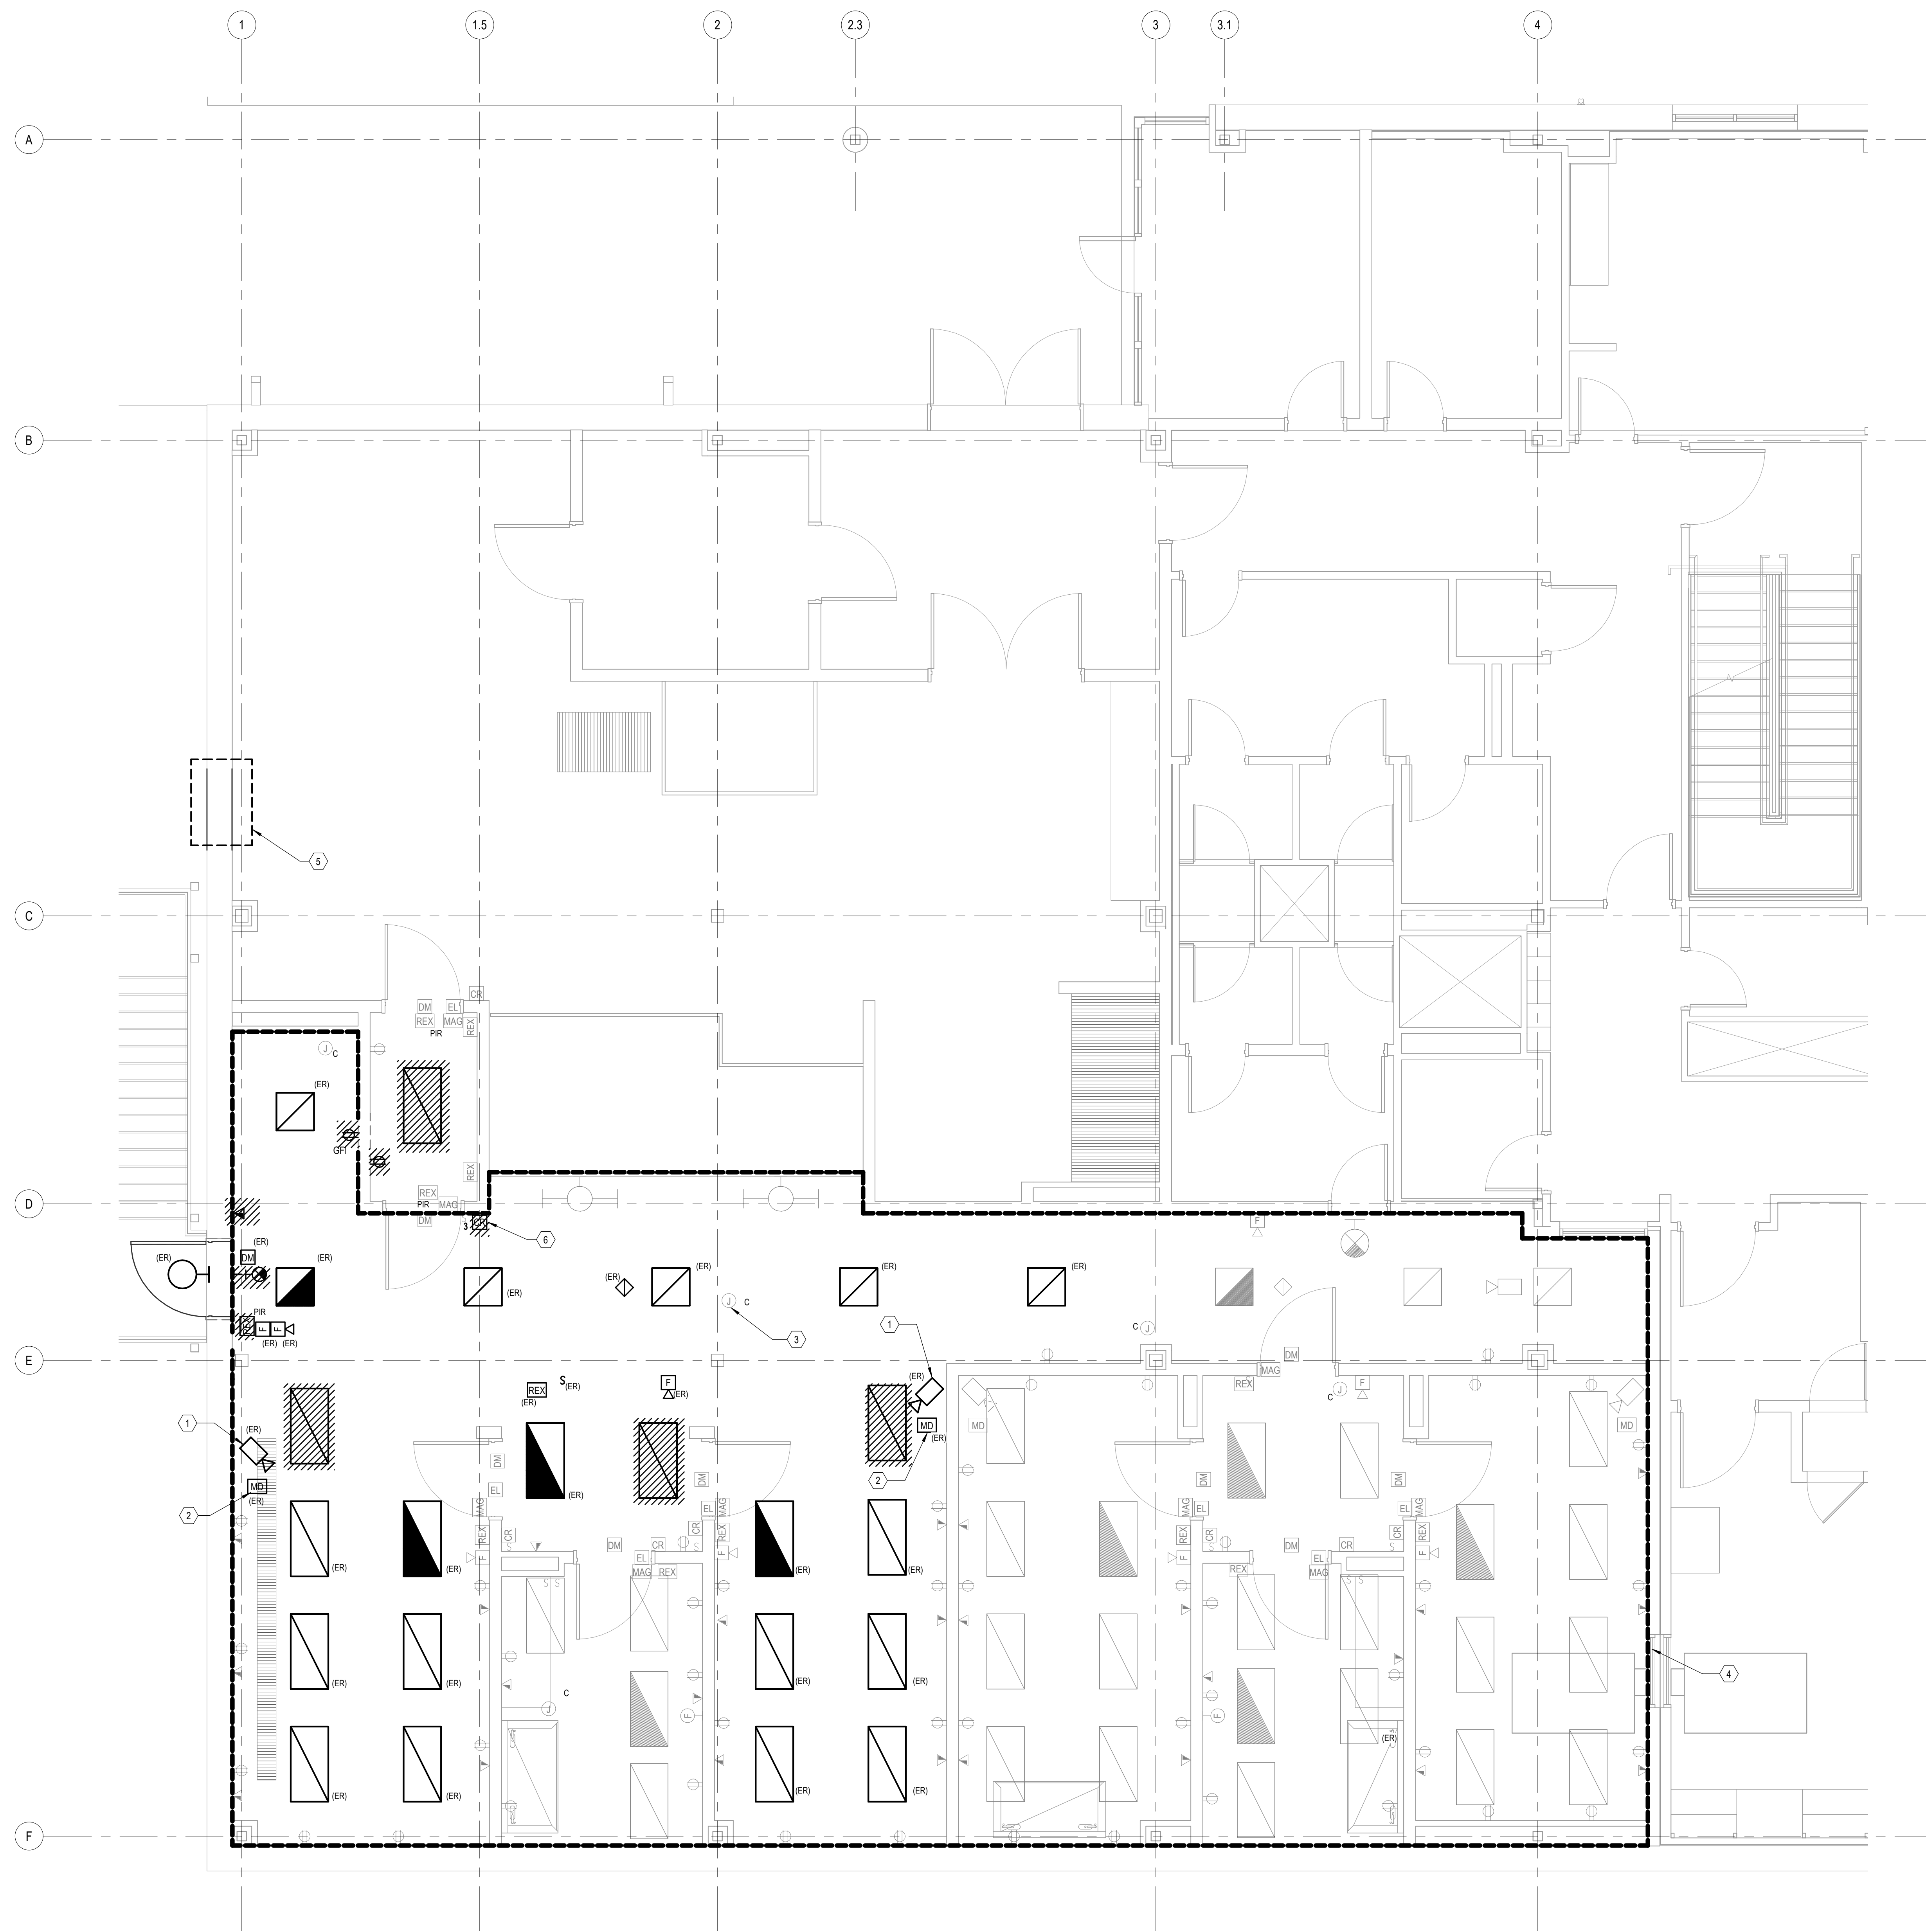 1 1.5 2 2.3 3 3.1 4
A
B
5
C
CR
DM EL
REX MAG REX
PIR
J C
(ER)
GFI
REX
REX
D
PIR MAG
DM 3 CR
F
6
(ER) DM (ER) (ER)
(ER) (ER) (ER) (ER) (ER)
J C
PIR
REX F F
(ER) (ER)
3
1
C J
E
DM
MAG
REX
(ER)
REX S (ER)
(ER)
F
(ER)
J
C
F
1
(ER)
MD
(ER)
MD
MD
2
DM
DM
DM
DM
MD
(ER)
2
EL
MAG
(ER)
EL
MAG
MAG
EL
EL
MAG
REX
CR
S
F
DM
CR
S
CR
REX
F
REX
CR
S
F
DM
CR
S
REX
F
EL
MAG REX
EL
MAG
REX
(ER) (ER) (ER) (ER)
S S
S S
(ER) (ER) (ER) (ER)
4
C
J
F
F
(ER)
(ER) (ER) (ER) (ER)
F